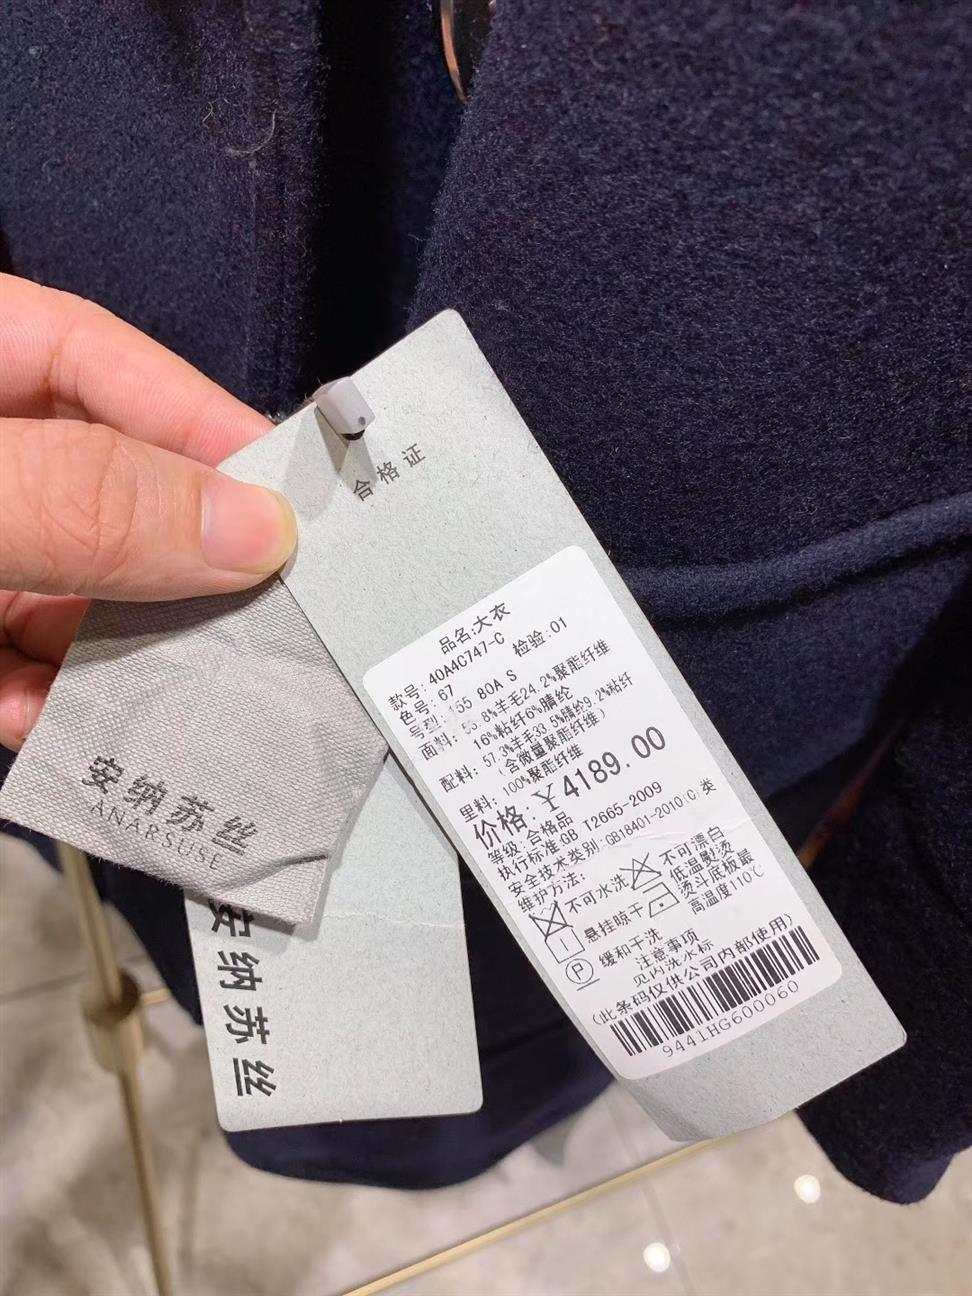 合格证
品名:大衣
款号:40A4C747-C 检验:01
色号:67
号型:155 80A S
面料:53.8%羊毛24.2%聚酯纤维
16%粘纤6%腈纶
配料:57.3%羊毛33.5%腈纶9.2%粘纤
(含微量聚酯纤维)
里料:100%聚酯纤维
价格:¥4189.00
等级:合格品
执行标准:GB T2665-2009
安全技术类别:GB18401-2010(C)类
维护方法:
不可水洗 不可漂白
悬挂晾干 低温熨烫
熨斗底板最
高温度110℃
P 缓和干洗
注意事项
见内洗水标
(此条码仅供公司内部使用)
9441HG600060
安纳苏丝
ANARSUSE
安纳苏丝